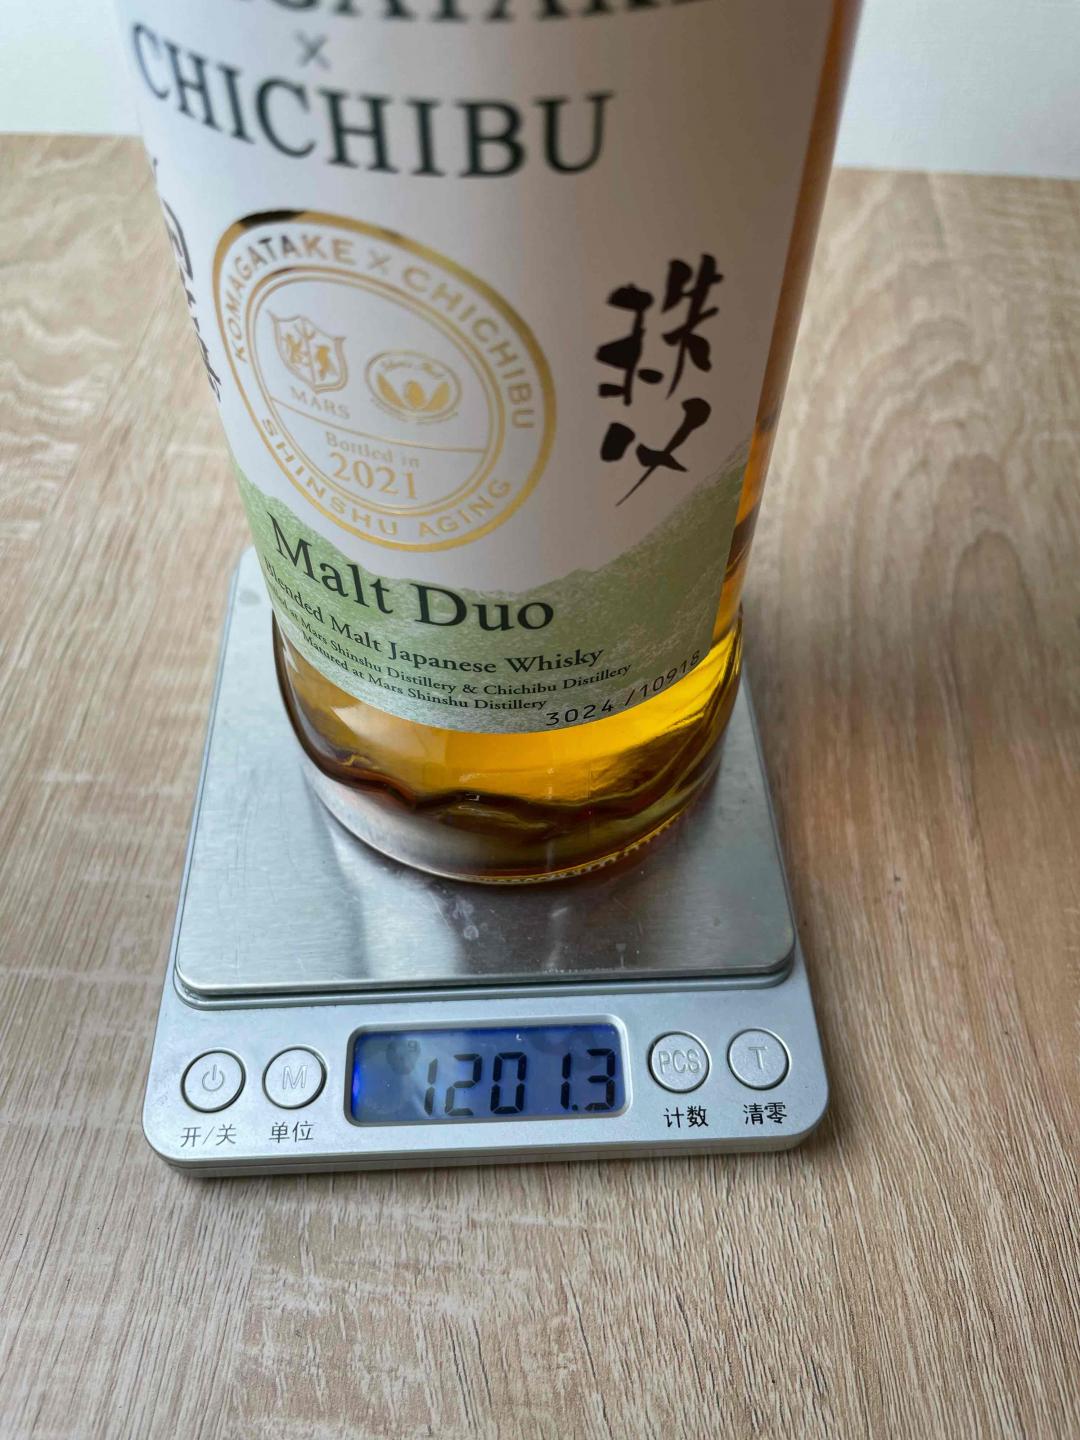 ×
CHICHIBU
KOMAGATAKE × CHICHIBU
MARS
Bottled in
2021
SHINSHU AGING
秩父
Malt Duo
Blended Malt Japanese Whisky
at Mars Shinshu Distillery & Chichibu Distillery
Matured at Mars Shinshu Distillery
3024 /10918
g
1201.3
M
PCS
T
开/关
单位
计数
清零